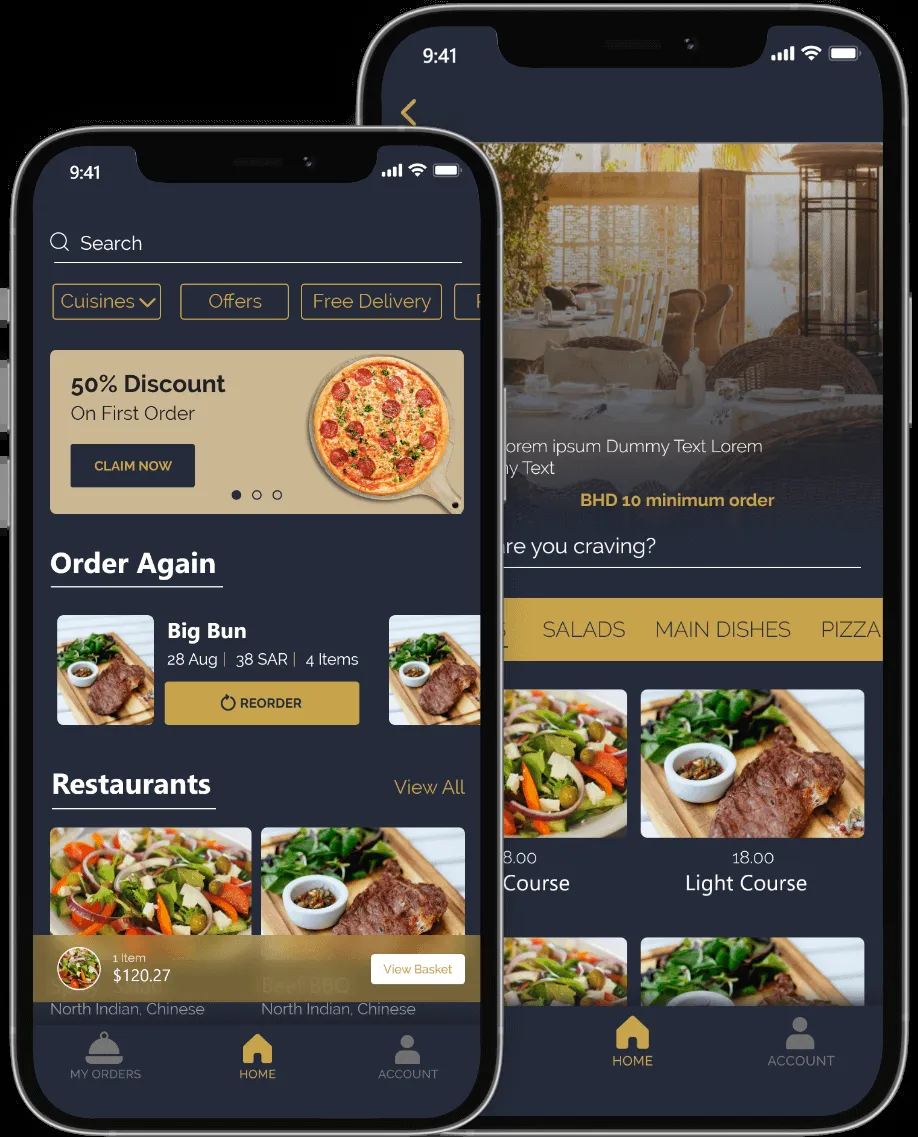 9:41
Search
Cuisines
Offers
Free Delivery
50% Discount
On First Order
CLAIM NOW
Order Again
Big Bun
28 Aug | 38 SAR | 4 Items
REORDER
Restaurants
View All
1 Item
$120.27
View Basket
North Indian, Chinese
North Indian, Chinese
MY ORDERS
HOME
ACCOUNT
9:41
orem ipsum Dummy Text Lorem
y Text
BHD 10 minimum order
re you craving?
SALADS
MAIN DISHES
PIZZA
8.00
Course
18.00
Light Course
HOME
ACCOUNT